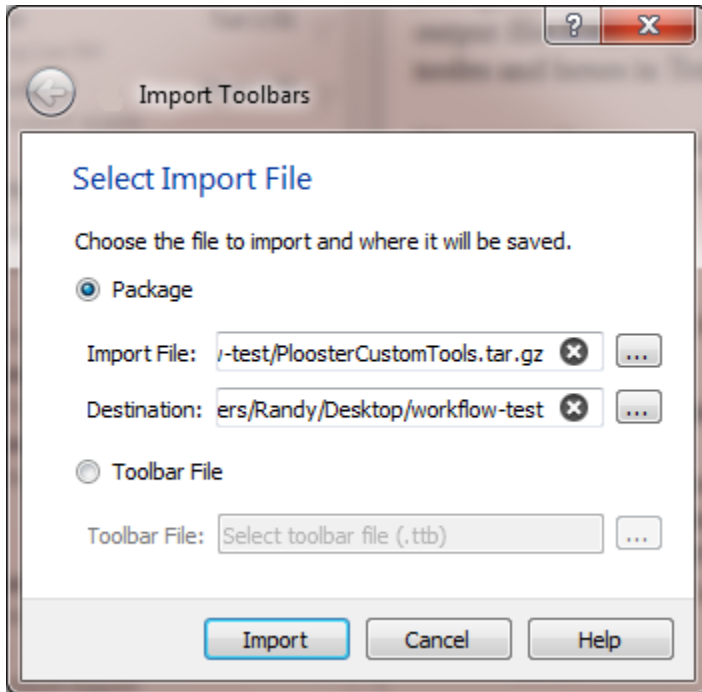 ?
X
Import Toolbars
Select Import File
Choose the file to import and where it will be saved.
Package
Import File: -test/PloosterCustomTools.tar.gz ...
Destination: ers/Randy/Desktop/workflow-test ...
Toolbar File
Toolbar File: Select toolbar file (.ttb) ...
Import Cancel Help